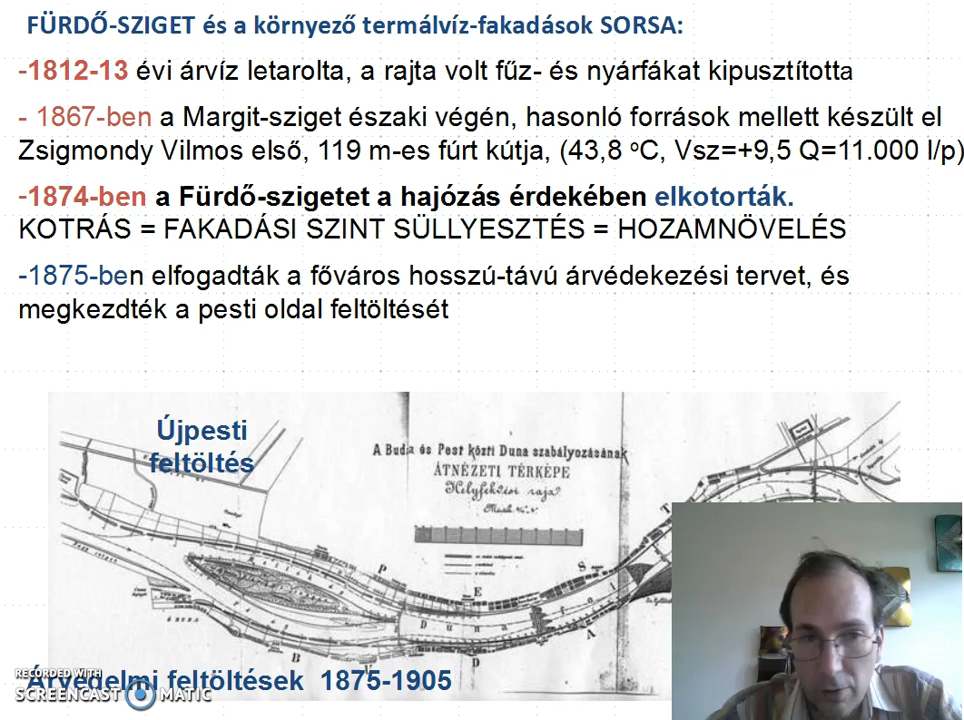 FÜRDŐ-SZIGET és a környező termálvíz-fakadások SORSA:
-1812-13 évi árvíz letarolta, a rajta volt fűz- és nyárfákat kipusztította
- 1867-ben a Margit-sziget északi végén, hasonló források mellett készült el
Zsigmondy Vilmos első, 119 m-es fúrt kútja, (43,8 ᵒC, Vsz=+9,5 Q=11.000 l/p)
-1874-ben a Fürdő-szigetet a hajózás érdekében elkotorták.
KOTRÁS = FAKADÁSI SZINT SÜLLYESZTÉS = HOZAMNÖVELÉS
-1875-ben elfogadták a főváros hosszú-távú árvédekezési tervet, és
megkezdték a pesti oldal feltöltését
Újpesti
feltöltés
A Buda és Pest közti Duna szabályozásának
ÁTNÉZETI TÉRKÉPE
Helyfekvési rajz
P E S T
Duna
B D A
Ó BUDA
Árvédelmi feltöltések 1875-1905
RECORDED WITH
SCREENCAST MATIC